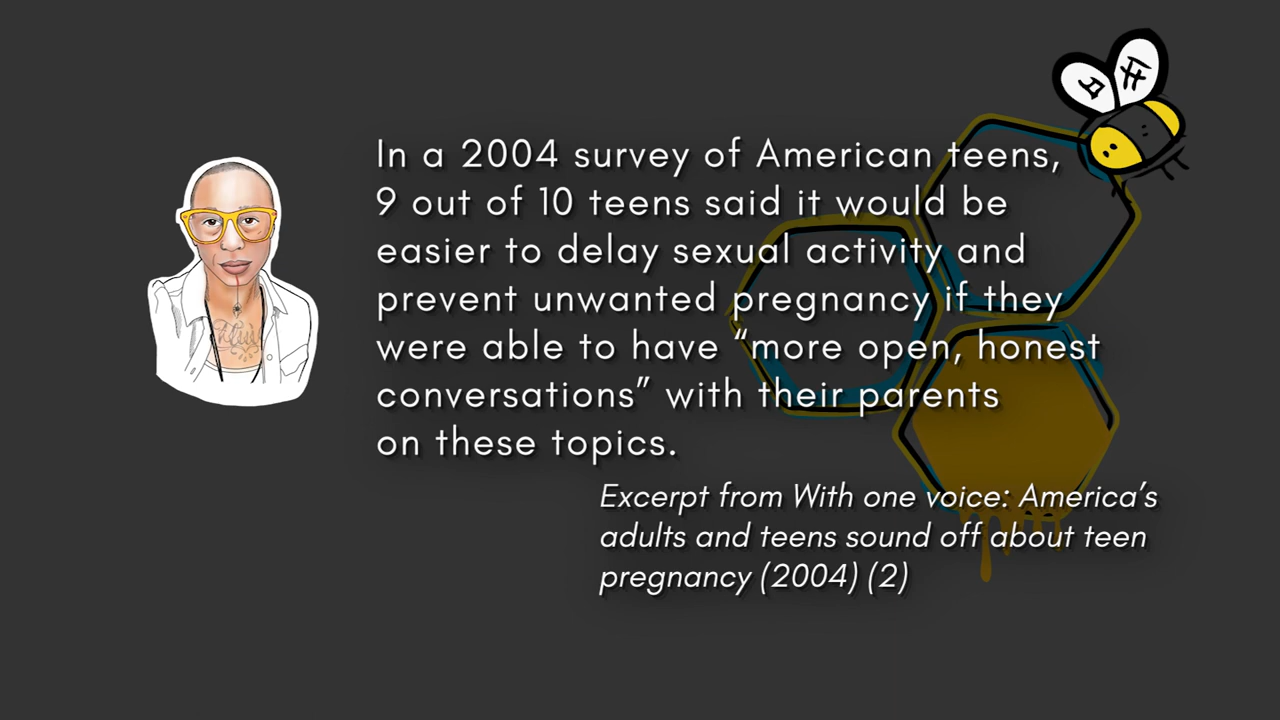 In a 2004 survey of American teens,
9 out of 10 teens said it would be
easier to delay sexual activity and
prevent unwanted pregnancy if they
were able to have “more open, honest
conversations” with their parents
on these topics.
Excerpt from With one voice: America’s
adults and teens sound off about teen
pregnancy (2004) (2)